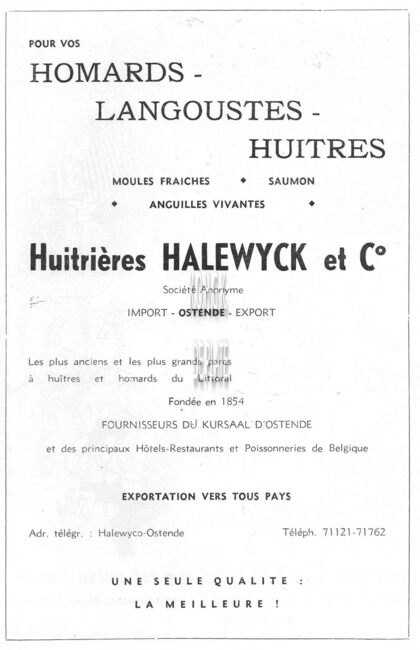 POUR VOS
HOMARDS -
LANGOUSTES -
HUITRES
MOULES FRAICHES ◆ SAUMON
◆ ANGUILLES VIVANTES ◆
Huitrières HALEWYCK et C°
Société Anonyme
IMPORT - OSTENDE - EXPORT
Les plus anciens et les plus grands parcs
à huîtres et homards du Littoral
Fondée en 1854
FOURNISSEURS DU KURSAAL D'OSTENDE
et des principaux Hôtels-Restaurants et Poissonneries de Belgique
EXPORTATION VERS TOUS PAYS
Adr. télégr. : Halewyco-Ostende Téléph. 71121-71762
UNE SEULE QUALITE :
LA MEILLEURE !